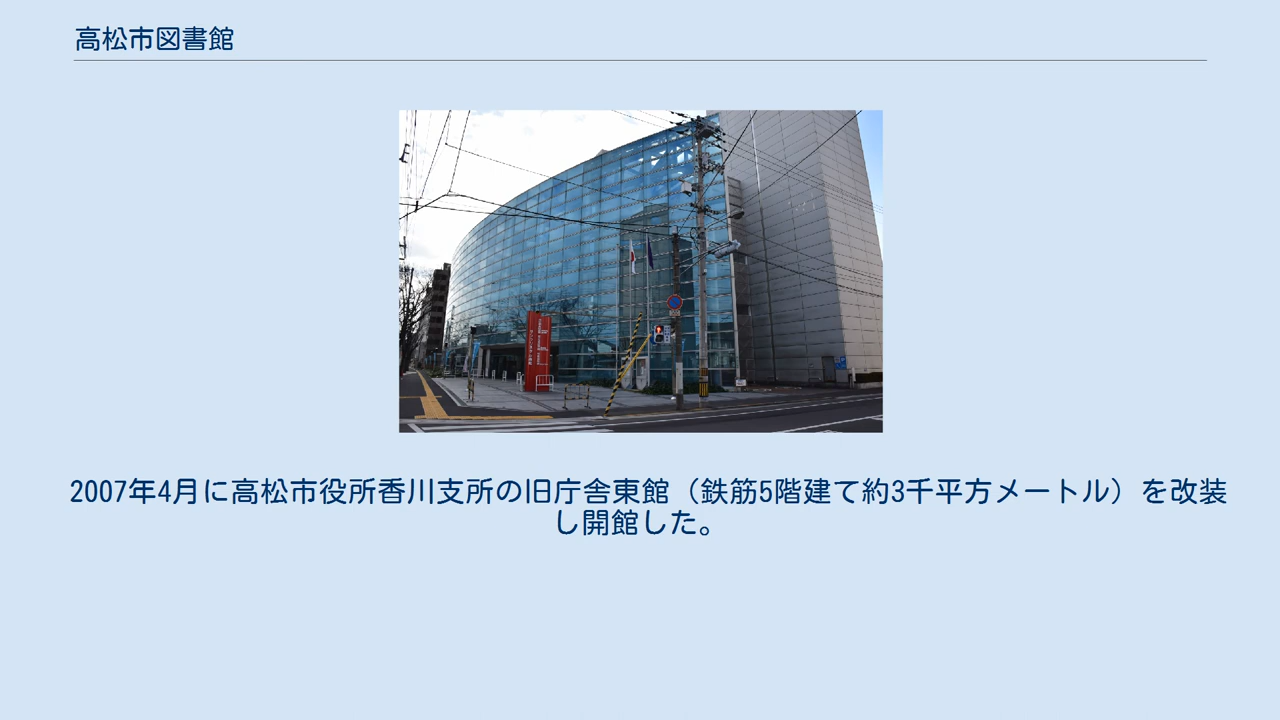 高松市図書館
2007年4月に高松市役所香川支所の旧庁舎東館（鉄筋5階建て約3千平方メートル）を改装
し開館した。